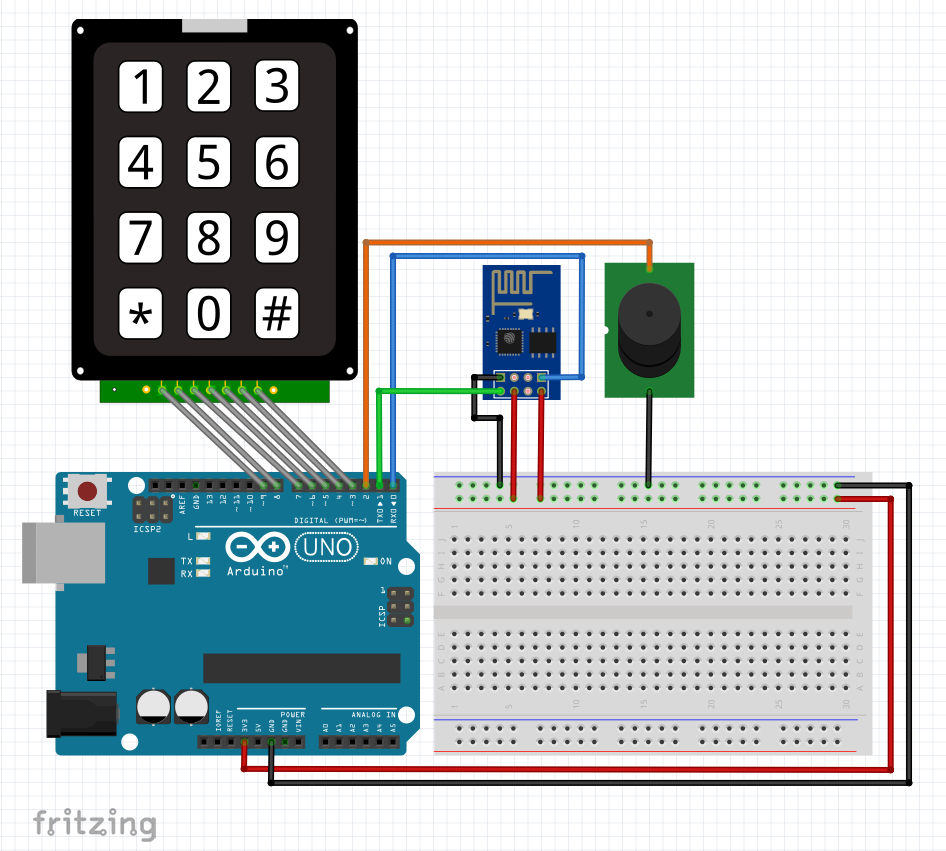 1 2 3
4 5 6
7 8 9
* 0 #
RESET
ICSP2
AREF
GND
13
12
~11
~10
~9
8
7
~6
~5
4
~3
2
TXO▶1
RXO◀0
DIGITAL (PWM=~)
L
TX
RX
UNO
Arduino™
ON
1
ICSP
IOREF
RESET
3V3
5V
GND
GND
VIN
POWER
ANALOG IN
A0
A1
A2
A3
A4
A5
1 5 10 15 20 25 30
J J
I I
H H
G G
F F
E E
D D
C C
B B
A A
1 5 10 15 20 25 30
fritzing